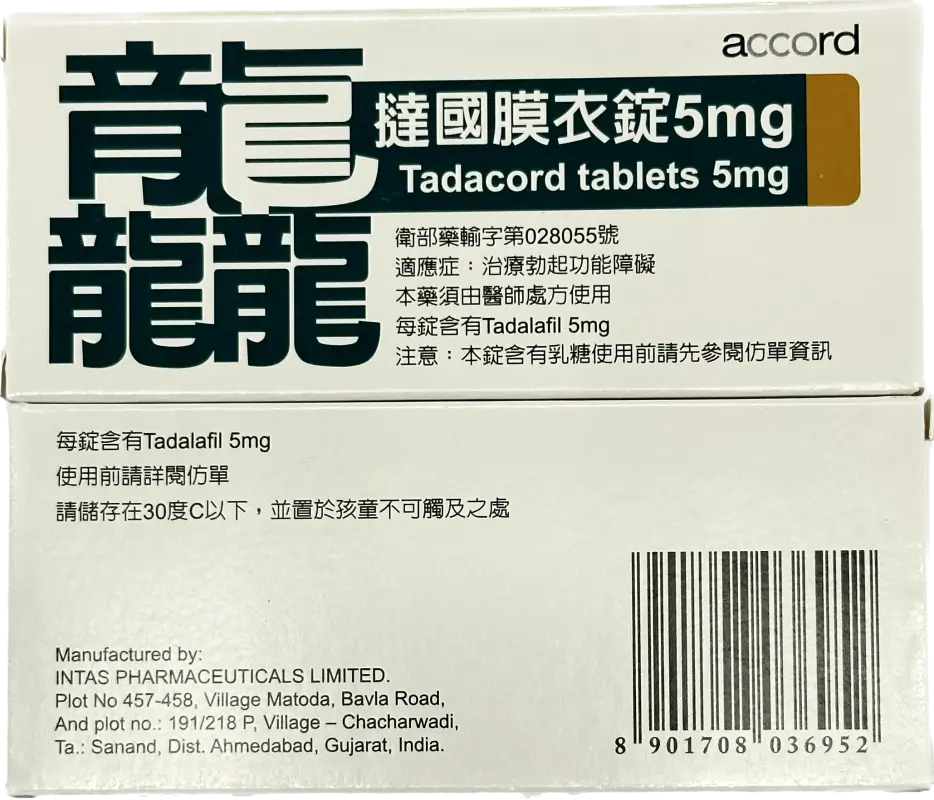 accord
龍
龍龍
撻國膜衣錠5mg
Tadacord tablets 5mg
衛部藥輸字第028055號
適應症：治療勃起功能障礙
本藥須由醫師處方使用
每錠含有Tadalafil 5mg
注意：本錠含有乳糖使用前請先參閱仿單資訊
每錠含有Tadalafil 5mg
使用前請詳閱仿單
請儲存在30度C以下，並置於孩童不可觸及之處
Manufactured by:
INTAS PHARMACEUTICALS LIMITED.
Plot No 457-458, Village Matoda, Bavla Road,
And plot no.: 191/218 P, Village – Chacharwadi,
Ta.: Sanand, Dist. Ahmedabad, Gujarat, India.
8 901708 036952